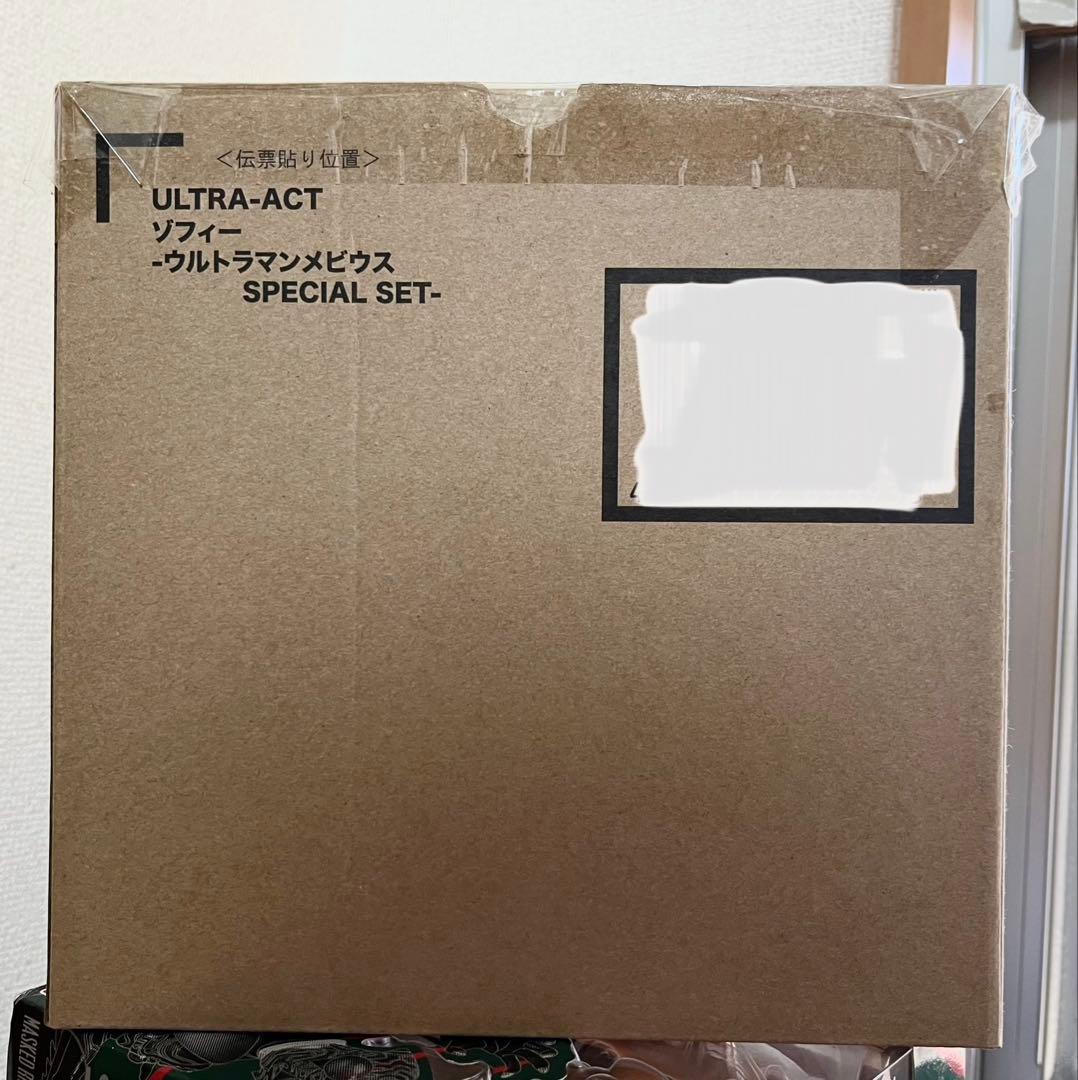 <伝票貼り位置>
ULTRA-ACT
ゾフィー
-ウルトラマンメビウス
SPECIAL SET-
MASKED